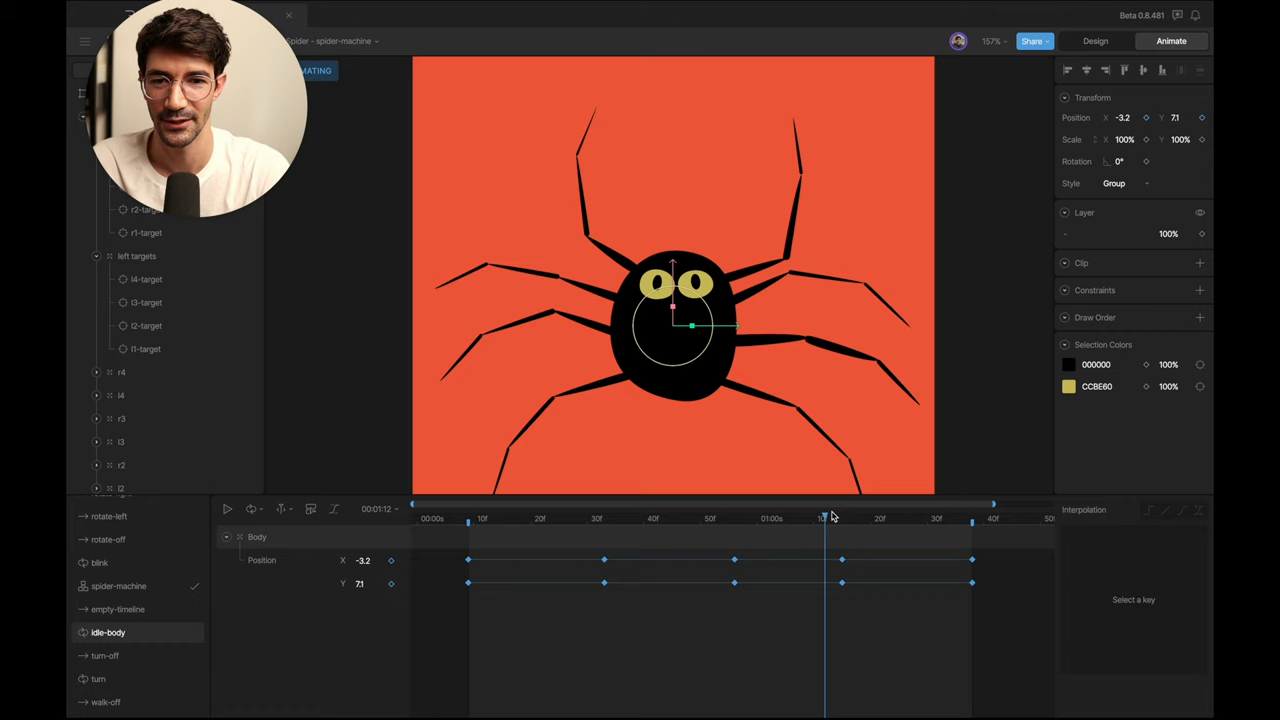 Beta 0.8.481
Spider - spider-machine
157%
Share
Design
Animate
MATING
Transform
Position X -3.2 Y 7.1
Scale X 100% Y 100%
Rotation 0°
Style Group
Layer
- 100%
Clip
Constraints
Draw Order
Selection Colors
000000 100%
CCBE60 100%
r2-target
r1-target
left targets
l4-target
l3-target
l2-target
l1-target
r4
l4
r3
l3
r2
l2
rotate-left
rotate-off
blink
spider-machine
empty-timeline
idle-body
turn-off
turn
walk-off
00:01:12
00:00s 10f 20f 30f 40f 50f 01:00s 20f 30f 40f
Body
Position X -3.2
Y 7.1
Interpolation
Select a key